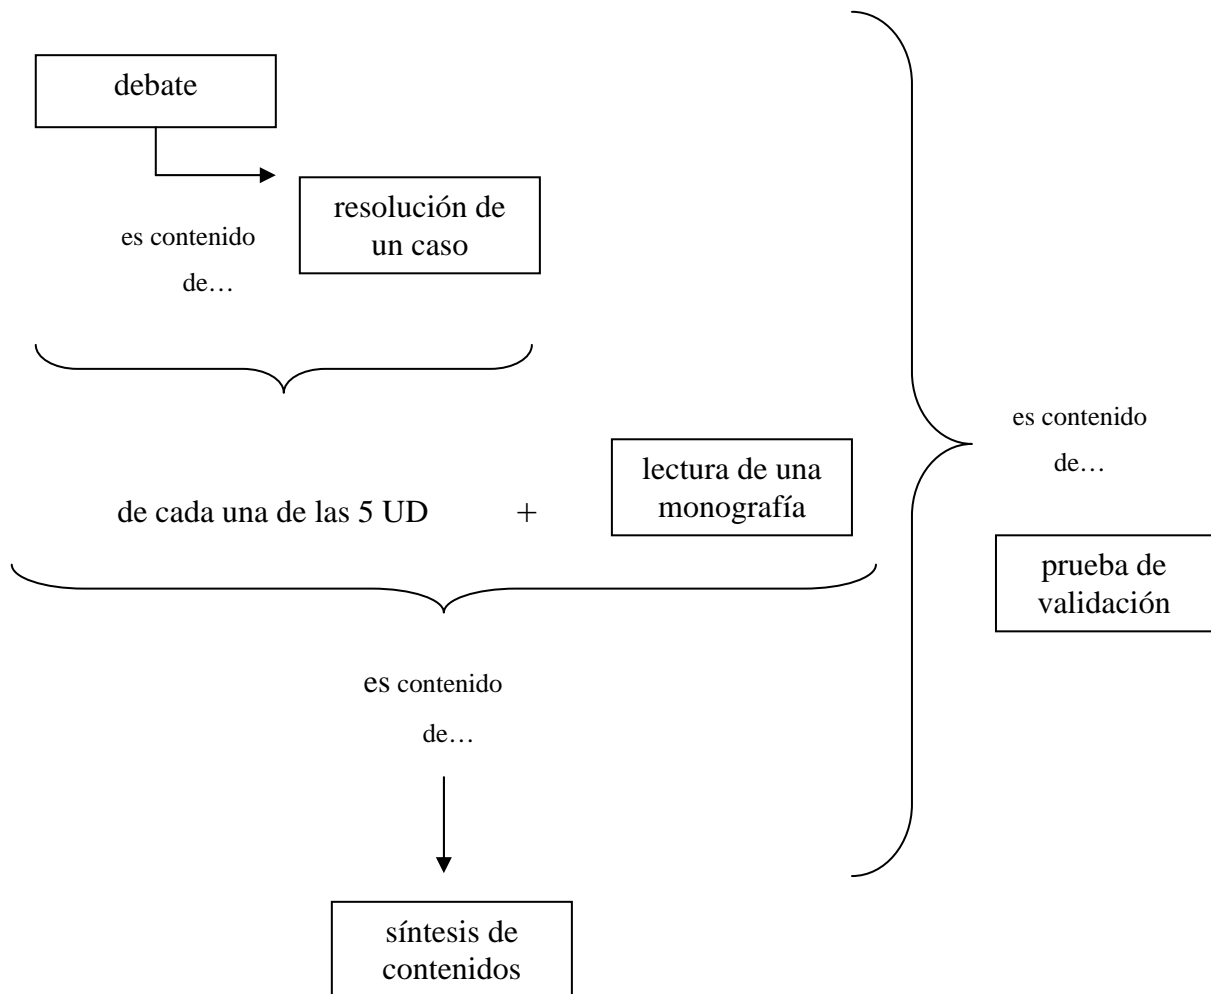 debate
resolución de
un caso
es contenido
de…
de cada una de las 5 UD +
lectura de una
monografía
es contenido
de…
síntesis de
contenidos
es contenido
de…
prueba de
validación